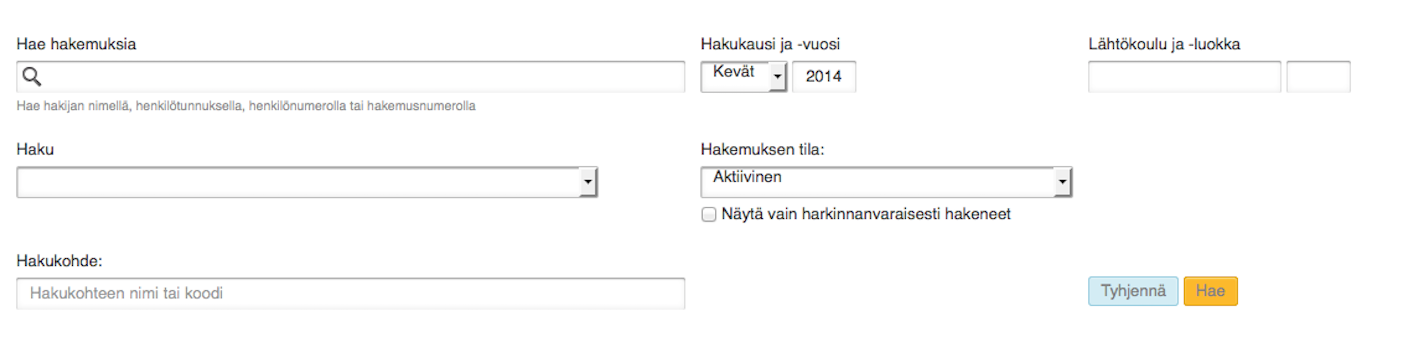 Hae hakemuksia
Hae hakijan nimellä, henkilötunnuksella, henkilönumerolla tai hakemusnumerolla
Hakukausi ja -vuosi
Kevät 2014
Lähtökoulu ja -luokka
Haku
Hakemuksen tila:
Aktiivinen
Näytä vain harkinnanvaraisesti hakeneet
Hakukohde:
Hakukohteen nimi tai koodi
Tyhjennä Hae